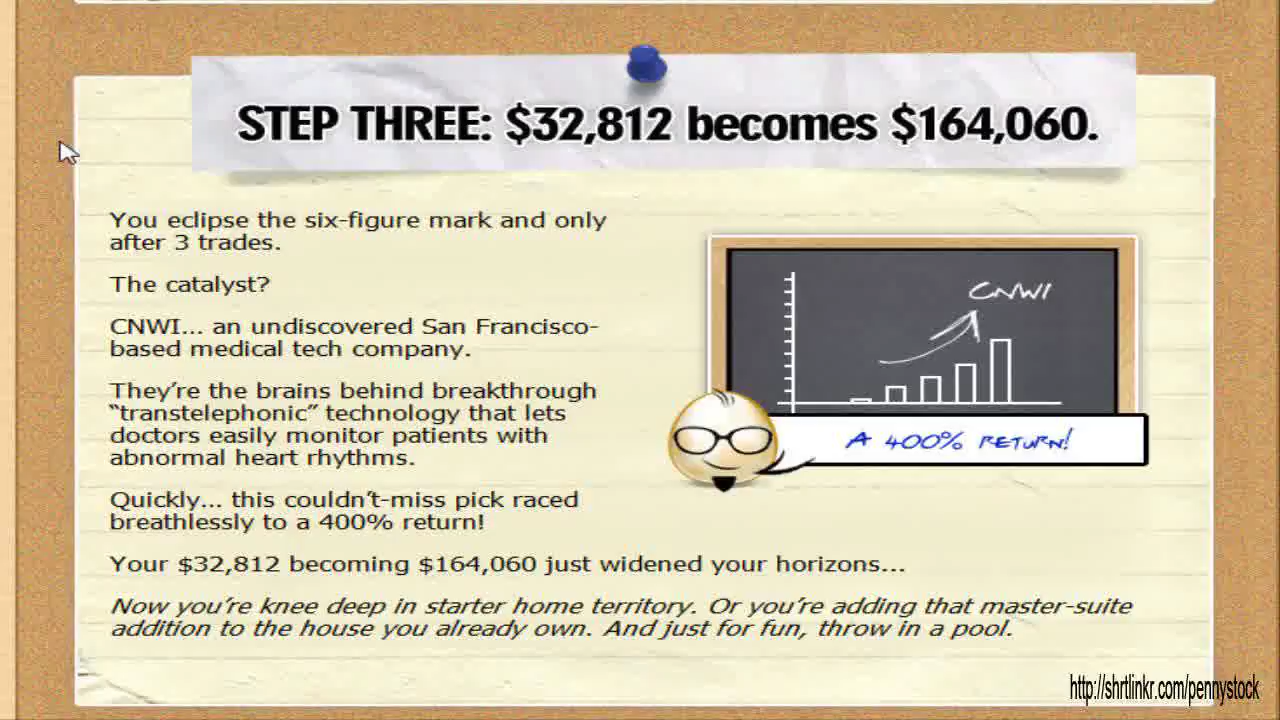 STEP THREE: $32,812 becomes $164,060.
You eclipse the six-figure mark and only
after 3 trades.
The catalyst?
CNWI... an undiscovered San Francisco-
based medical tech company.
They're the brains behind breakthrough
“transtelephonic” technology that lets
doctors easily monitor patients with
abnormal heart rhythms.
Quickly... this couldn't-miss pick raced
breathlessly to a 400% return!
CNWI
A 400% RETURN!
Your $32,812 becoming $164,060 just widened your horizons...
Now you're knee deep in starter home territory. Or you're adding that master-suite
addition to the house you already own. And just for fun, throw in a pool.
http://shrtlinkr.com/pennystock